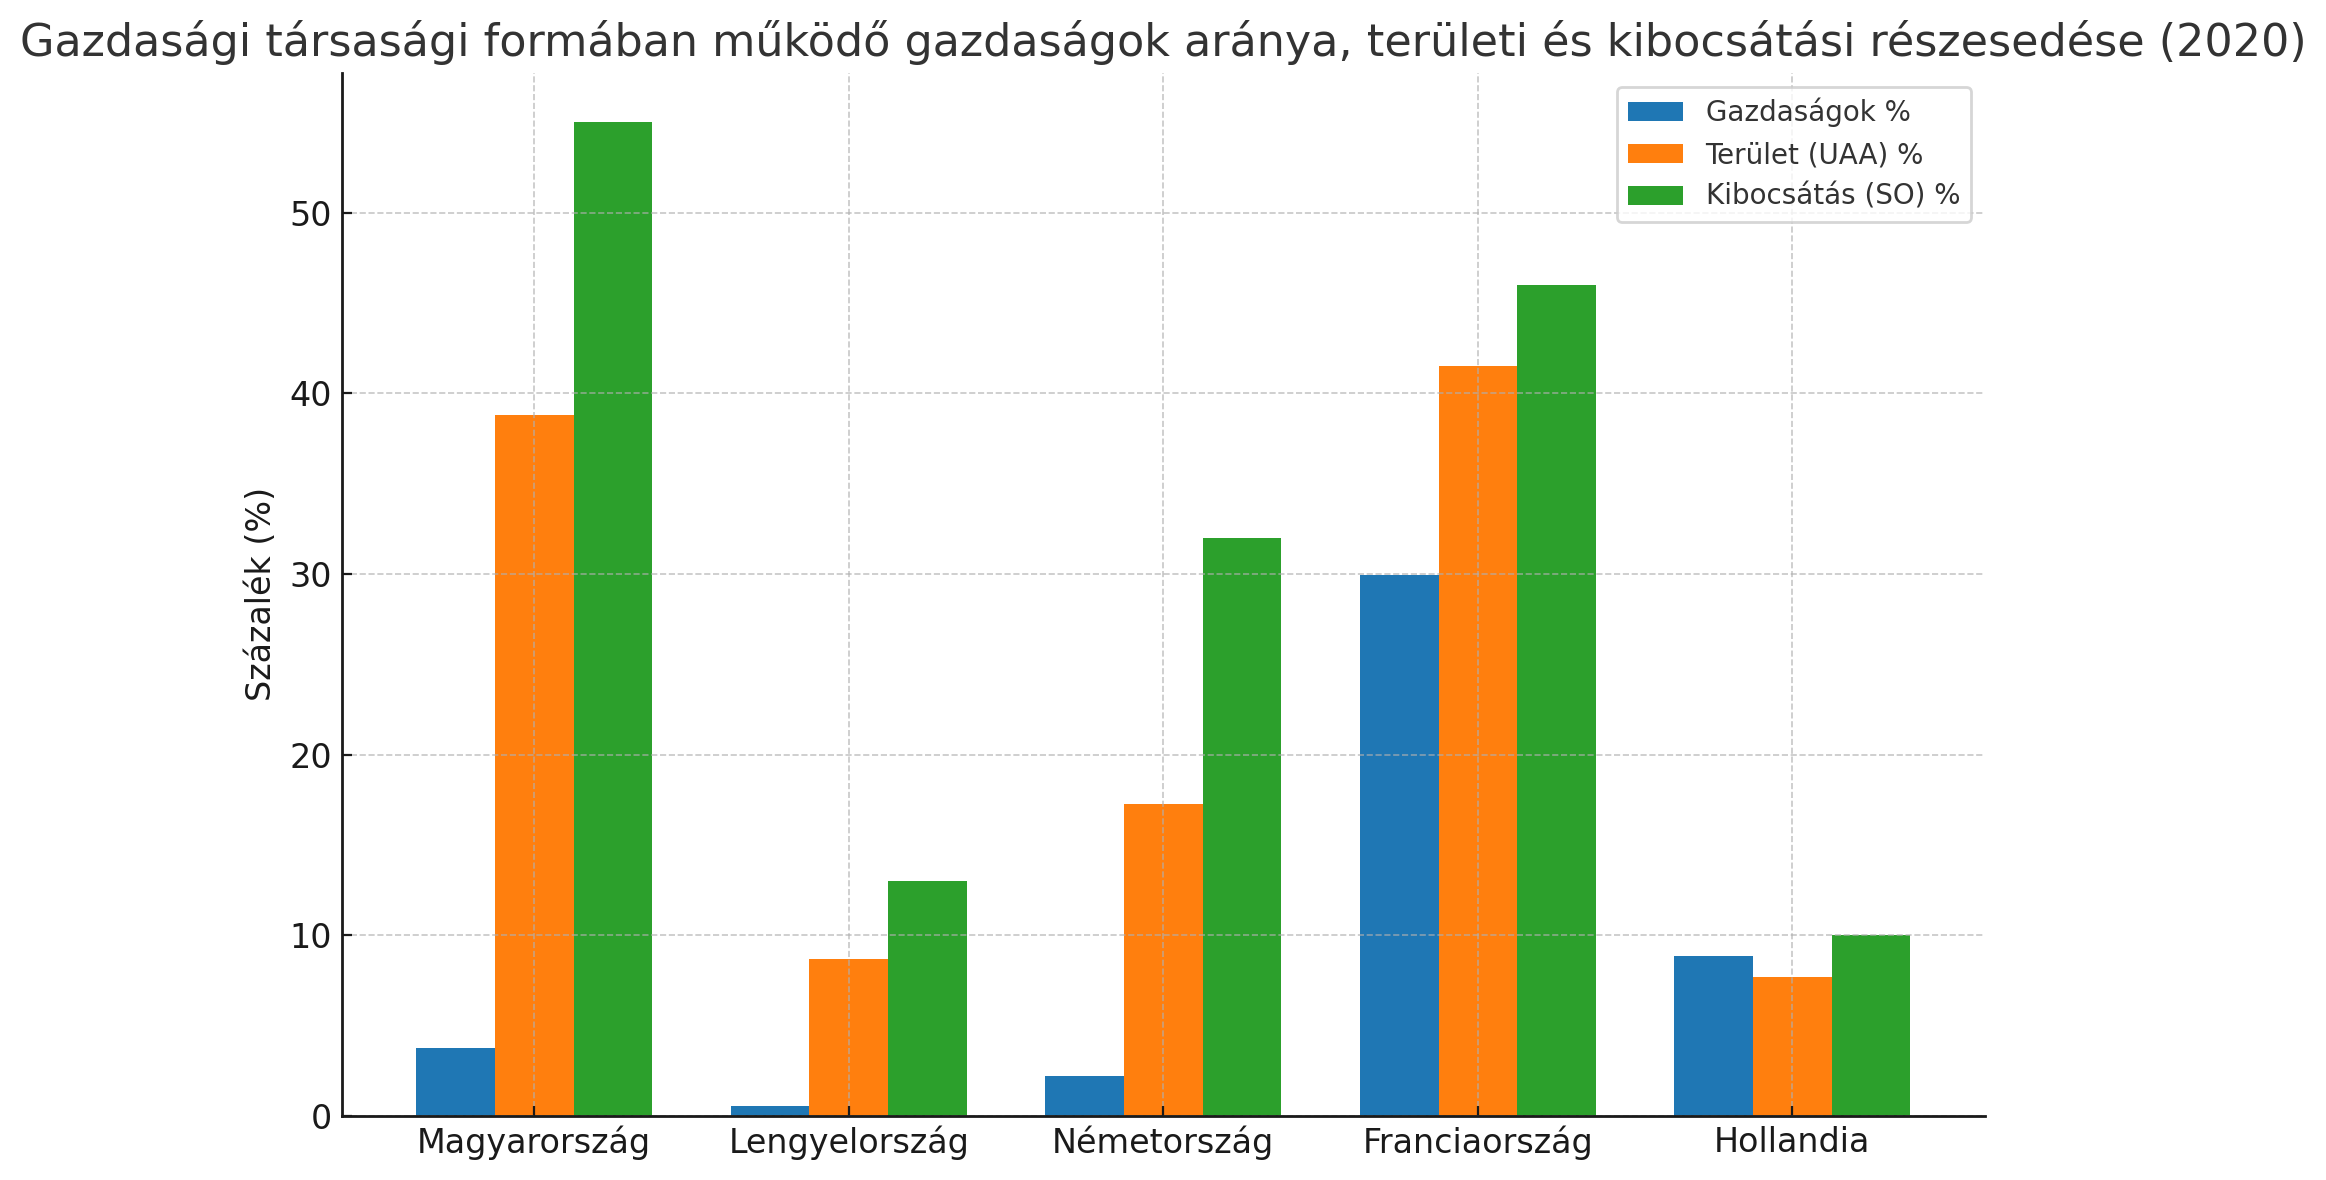 Gazdasági társasági formában működő gazdaságok aránya, területi és kibocsátási részesedése (2020)
Gazdaságok %
Terület (UAA) %
Kibocsátás (SO) %
Százalék (%)
50
40
30
20
10
0
Magyarország
Lengyelország
Németország
Franciaország
Hollandia